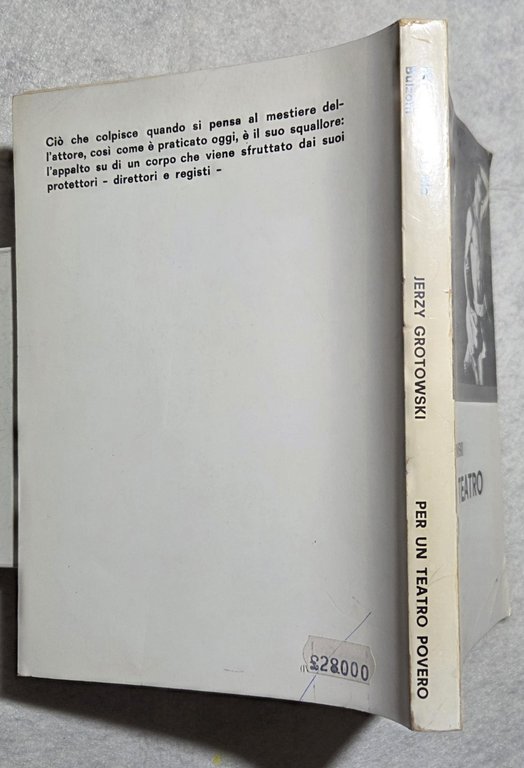 Ciò che colpisce quando si pensa al mestiere del-
l'attore, così come è praticato oggi, è il suo squallore:
l'appalto su di un corpo che viene sfruttato dai suoi
protettori - direttori e registi -
£28000
Bulzoni
JERZY GROTOWSKI
PER UN TEATRO POVERO
TEATRO